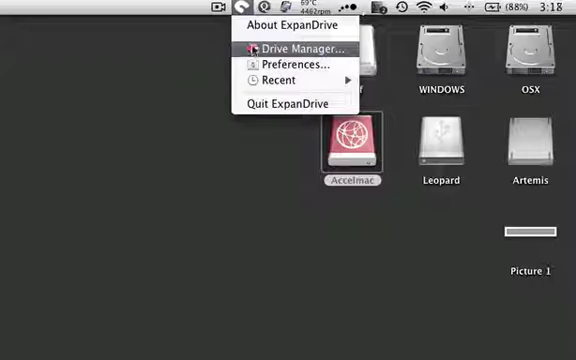 69°C
4462rpm
(88%)
3:18
About ExpanDrive
Drive Manager...
Preferences...
Recent
Quit ExpanDrive
f
WINDOWS
OSX
Accelmac
Leopard
Artemis
Picture 1